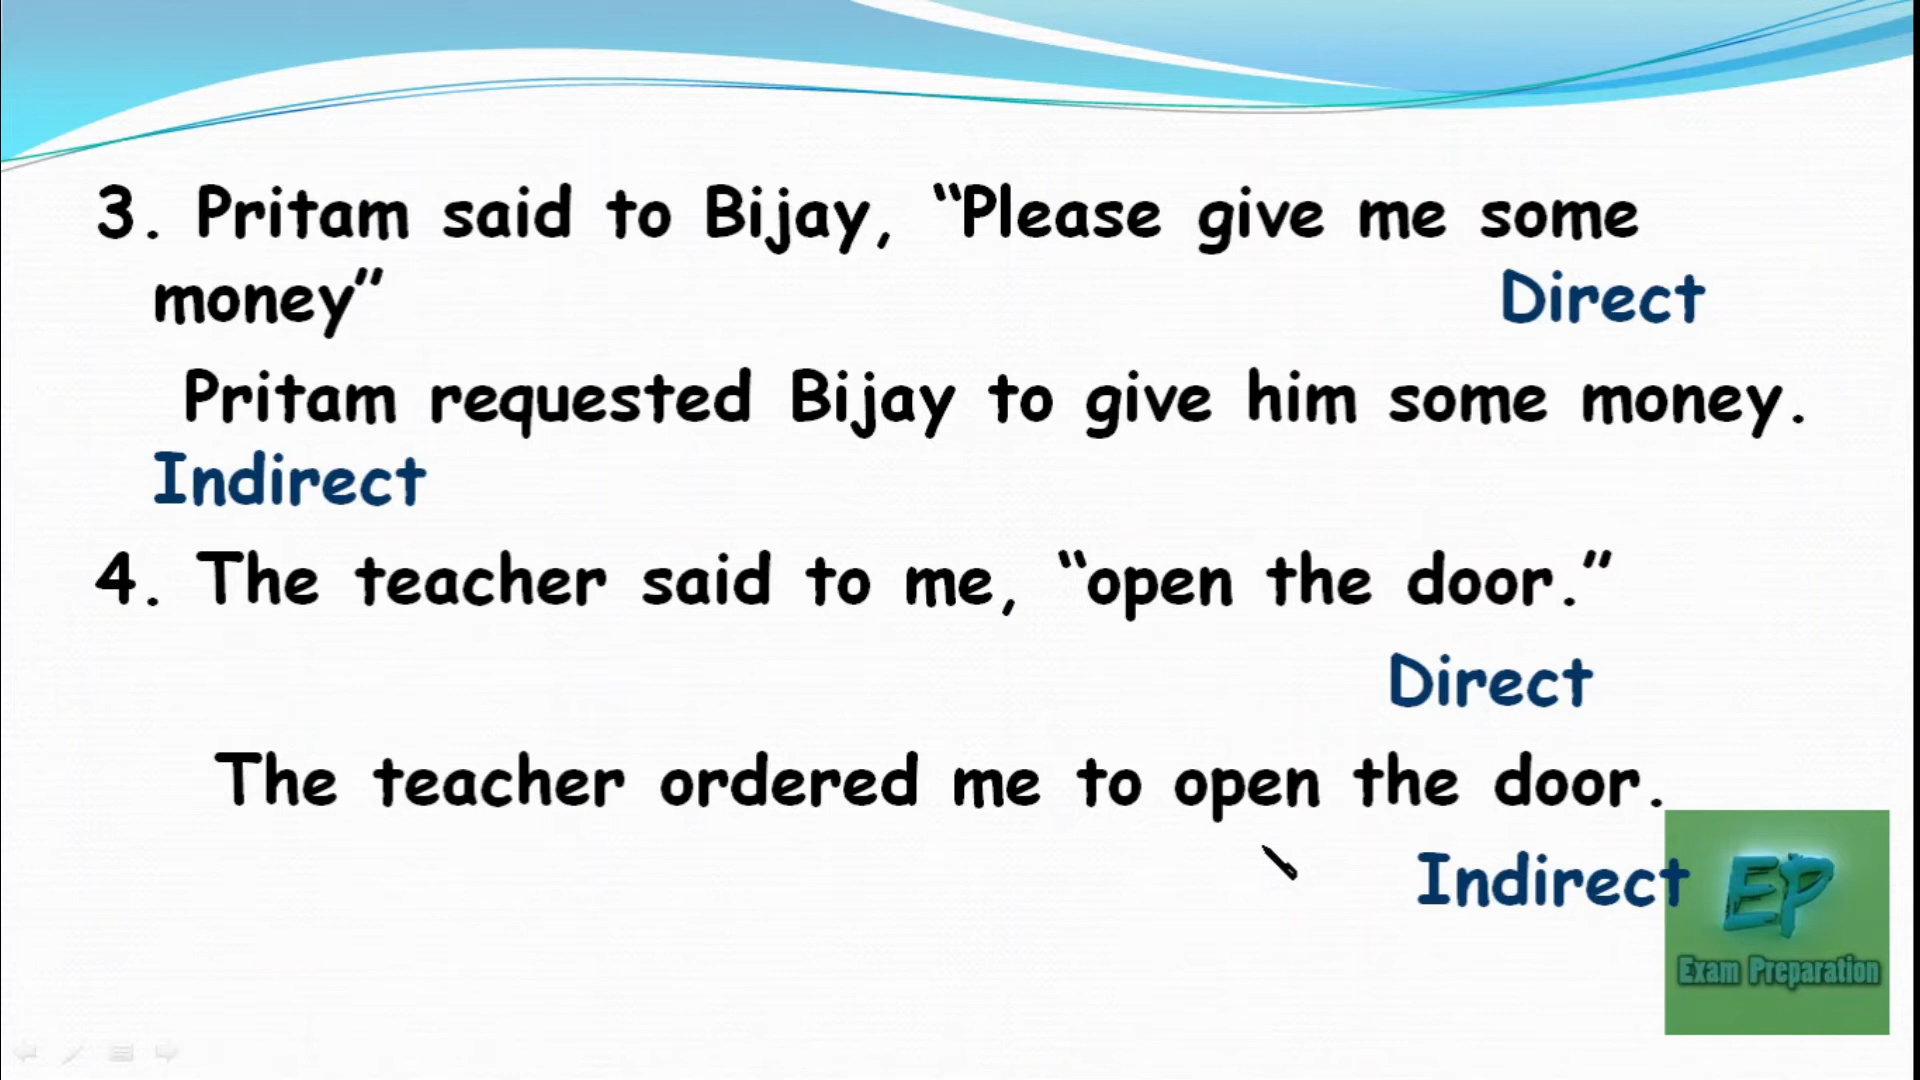 3. Pritam said to Bijay, “Please give me some
money” Direct
Pritam requested Bijay to give him some money.
Indirect
4. The teacher said to me, “open the door.”
Direct
The teacher ordered me to open the door.
Indirect
EP
Exam Preparation